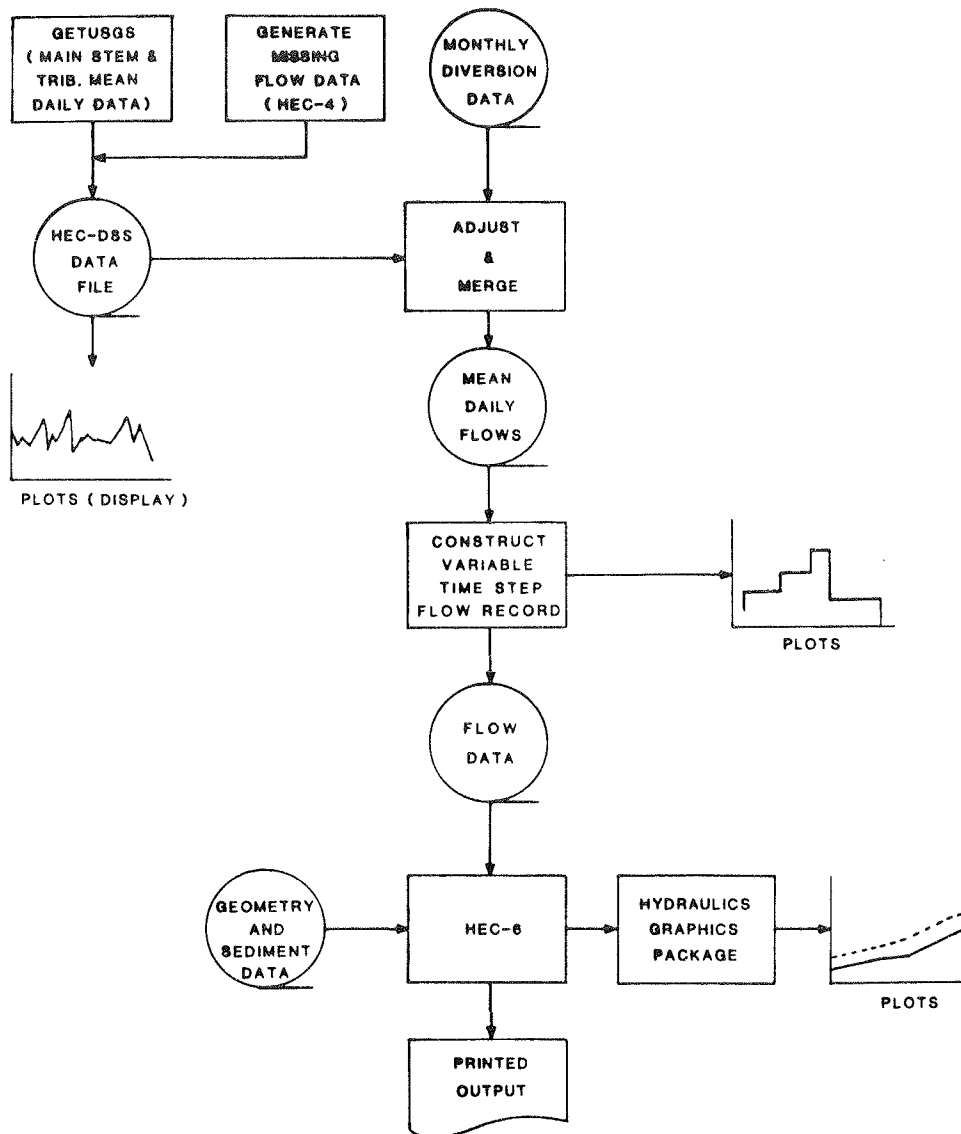 GETUSGS
( MAIN STEM &
TRIB. MEAN
DAILY DATA )
GENERATE
MISSING
FLOW DATA
( HEC-4 )
MONTHLY
DIVERSION
DATA
HEC-DSS
DATA
FILE
ADJUST
&
MERGE
PLOTS ( DISPLAY )
MEAN
DAILY
FLOWS
CONSTRUCT
VARIABLE
TIME STEP
FLOW RECORD
PLOTS
FLOW
DATA
GEOMETRY
AND
SEDIMENT
DATA
HEC-6
HYDRAULICS
GRAPHICS
PACKAGE
PLOTS
PRINTED
OUTPUT